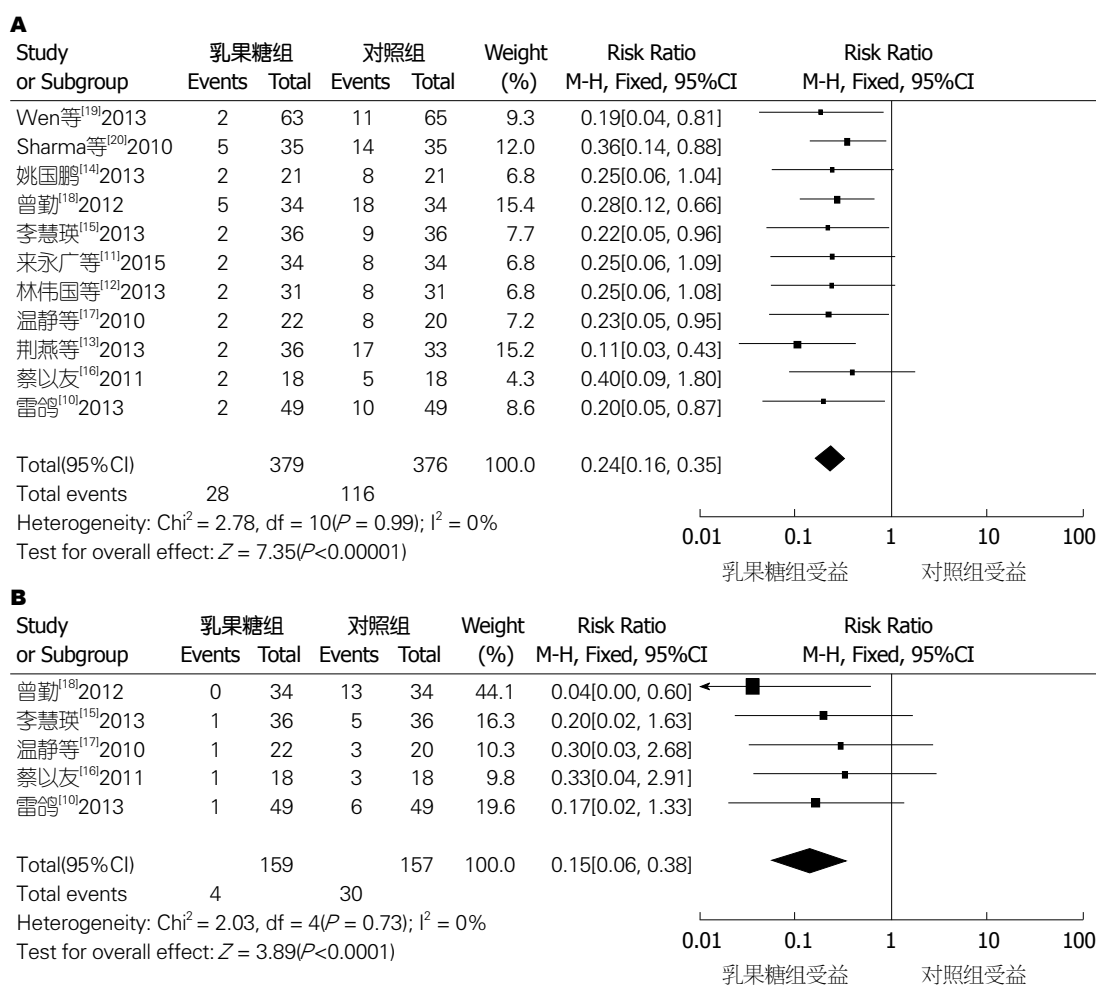 A
Study 乳果糖组 对照组 Weight Risk Ratio Risk Ratio
or Subgroup Events Total Events Total (%) M-H, Fixed, 95%CI M-H, Fixed, 95%CI
Wen等[19]2013 2 63 11 65 9.3 0.19[0.04, 0.81]
Sharma等[20]2010 5 35 14 35 12.0 0.36[0.14, 0.88]
姚国鹏[14]2013 2 21 8 21 6.8 0.25[0.06, 1.04]
曾勤[18]2012 5 34 18 34 15.4 0.28[0.12, 0.66]
李慧瑛[15]2013 2 36 9 36 7.7 0.22[0.05, 0.96]
来永广等[11]2015 2 34 8 34 6.8 0.25[0.06, 1.09]
林伟国等[12]2013 2 31 8 31 6.8 0.25[0.06, 1.08]
温静等[17]2010 2 22 8 20 7.2 0.23[0.05, 0.95]
荆燕等[13]2013 2 36 17 33 15.2 0.11[0.03, 0.43]
蔡以友[16]2011 2 18 5 18 4.3 0.40[0.09, 1.80]
雷鸽[10]2013 2 49 10 49 8.6 0.20[0.05, 0.87]
Total(95%CI) 379 376 100.0 0.24[0.16, 0.35]
Total events 28 116
Heterogeneity: Chi² = 2.78, df = 10(P = 0.99); I² = 0%
Test for overall effect: Z = 7.35(P<0.00001)
0.01 0.1 1 10 100
乳果糖组受益 对照组受益
B
Study 乳果糖组 对照组 Weight Risk Ratio Risk Ratio
or Subgroup Events Total Events Total (%) M-H, Fixed, 95%CI M-H, Fixed, 95%CI
曾勤[18]2012 0 34 13 34 44.1 0.04[0.00, 0.60]
李慧瑛[15]2013 1 36 5 36 16.3 0.20[0.02, 1.63]
温静等[17]2010 1 22 3 20 10.3 0.30[0.03, 2.68]
蔡以友[16]2011 1 18 3 18 9.8 0.33[0.04, 2.91]
雷鸽[10]2013 1 49 6 49 19.6 0.17[0.02, 1.33]
Total(95%CI) 159 157 100.0 0.15[0.06, 0.38]
Total events 4 30
Heterogeneity: Chi² = 2.03, df = 4(P = 0.73); I² = 0%
Test for overall effect: Z = 3.89(P<0.0001)
0.01 0.1 1 10 100
乳果糖组受益 对照组受益